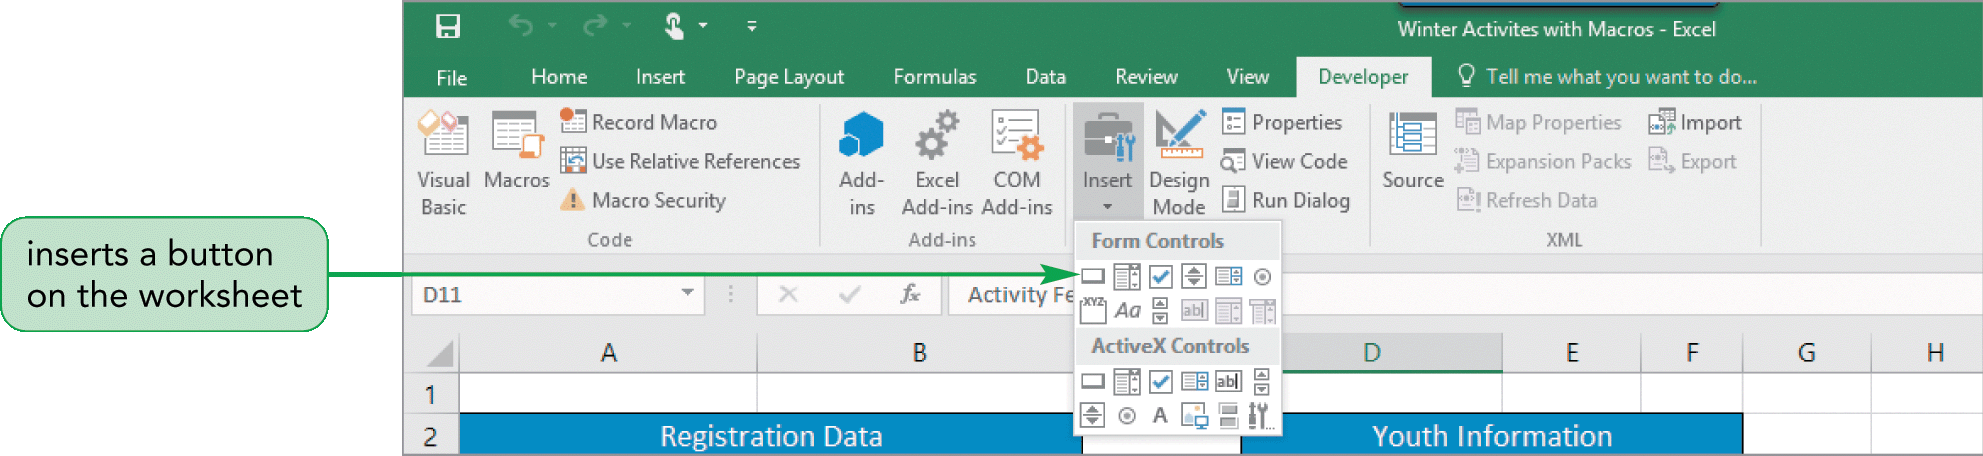 Winter Activites with Macros - Excel
File Home Insert Page Layout Formulas Data Review View Developer Tell me what you want to do...
Record Macro
Use Relative References
Macro Security
Visual
Basic
Macros
Code
Add-
ins
Excel
Add-ins
COM
Add-ins
Add-ins
Insert
Design
Mode
Properties
View Code
Run Dialog
Source
Map Properties
Expansion Packs
Refresh Data
Import
Export
XML
inserts a button
on the worksheet
Form Controls
XYZ Aa ab|
ActiveX Controls
ab|
A
D11 fx Activity Fe
A B D E F G H
1
2 Registration Data Youth Information